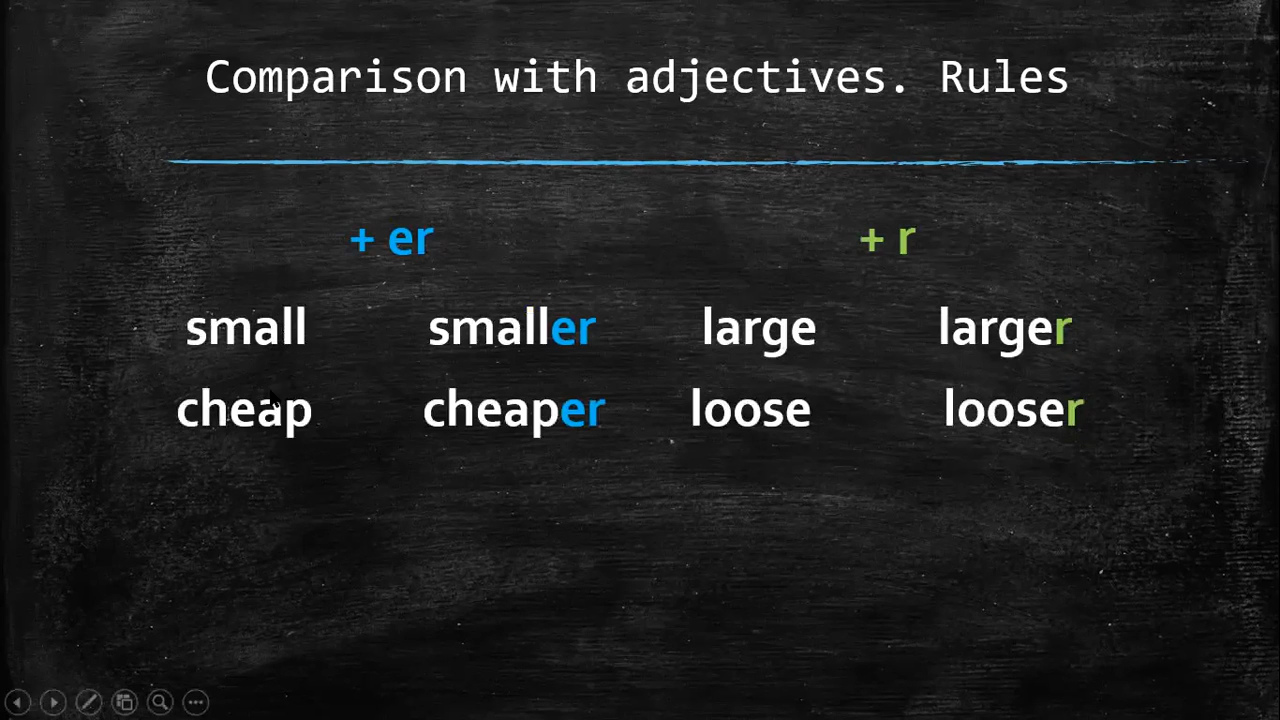 Comparison with adjectives. Rules
+ er + r
small smaller large larger
cheap cheaper loose looser